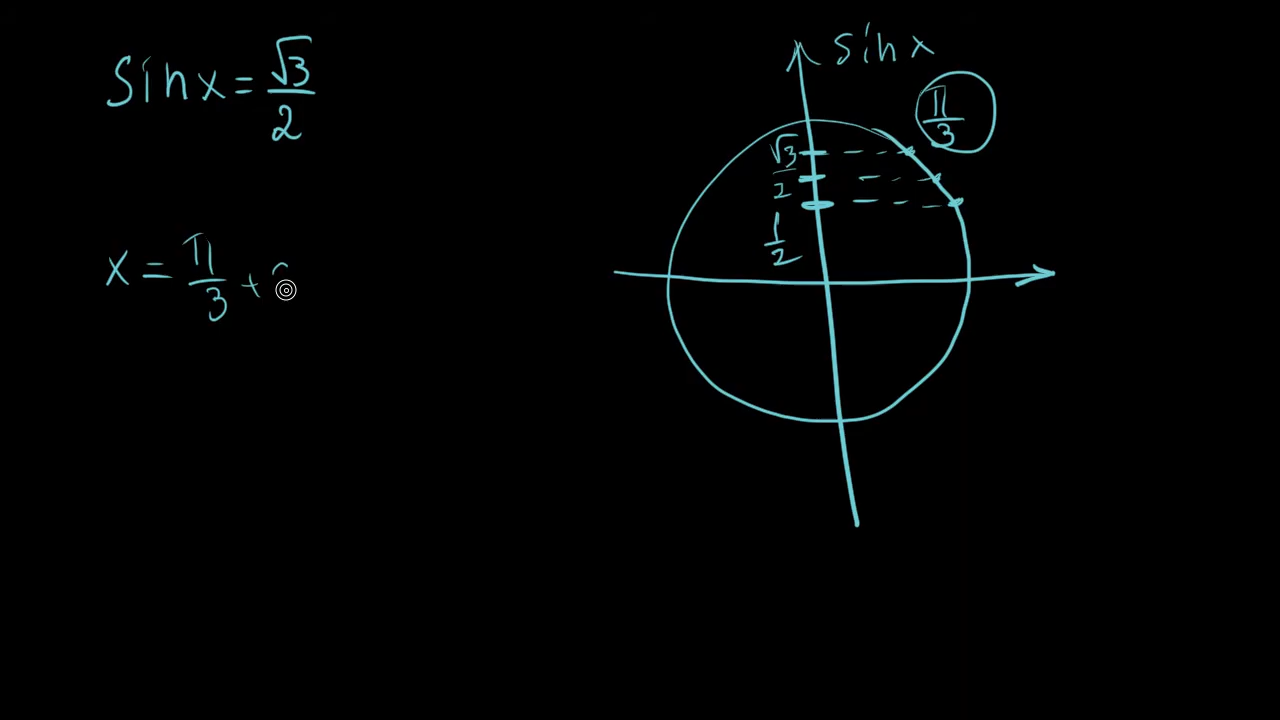 sin x = √3/2
x = π/3 +
sin x
π/3
√3/2
1/2